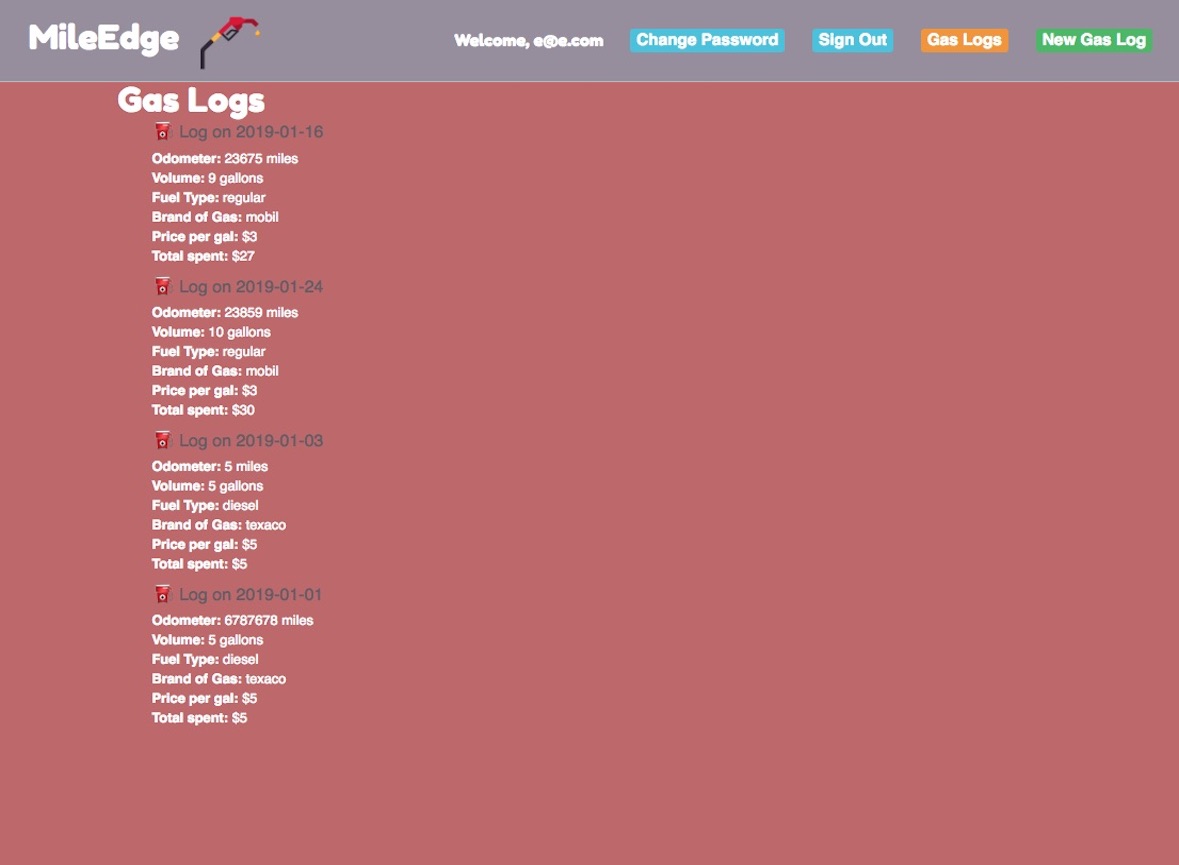 MileEdge
Welcome, e@e.com Change Password Sign Out Gas Logs New Gas Log
Gas Logs
Log on 2019-01-16
Odometer: 23675 miles
Volume: 9 gallons
Fuel Type: regular
Brand of Gas: mobil
Price per gal: $3
Total spent: $27
Log on 2019-01-24
Odometer: 23859 miles
Volume: 10 gallons
Fuel Type: regular
Brand of Gas: mobil
Price per gal: $3
Total spent: $30
Log on 2019-01-03
Odometer: 5 miles
Volume: 5 gallons
Fuel Type: diesel
Brand of Gas: texaco
Price per gal: $5
Total spent: $5
Log on 2019-01-01
Odometer: 6787678 miles
Volume: 5 gallons
Fuel Type: diesel
Brand of Gas: texaco
Price per gal: $5
Total spent: $5